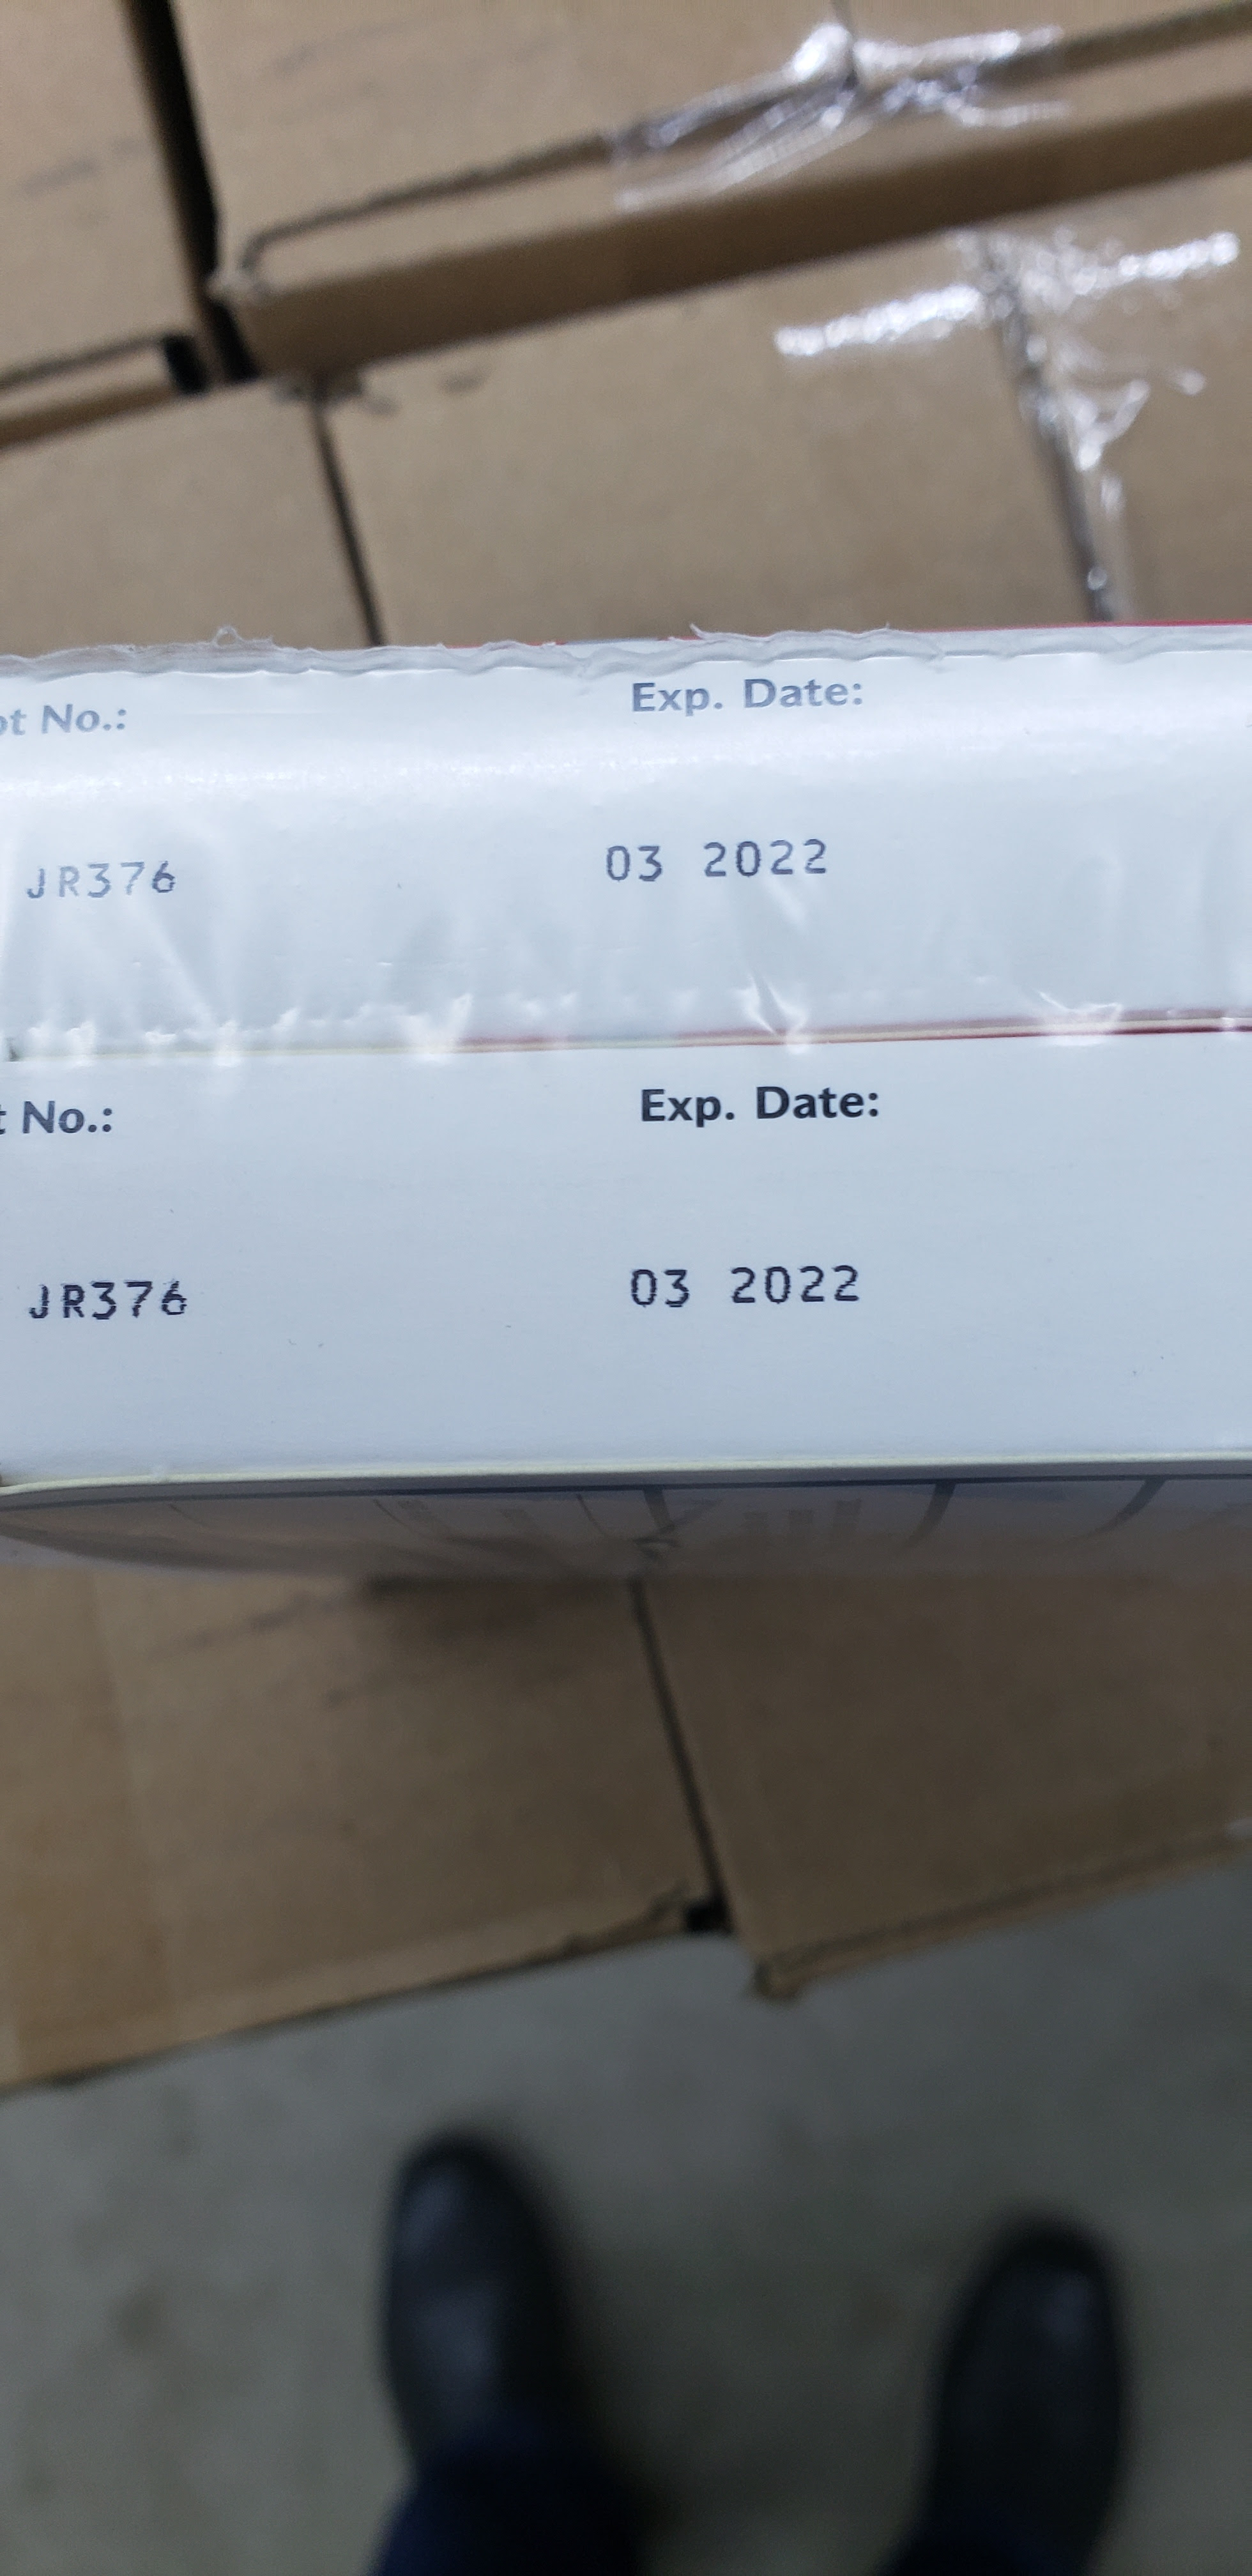 ot No.: Exp. Date:
JR376 03 2022
t No.: Exp. Date:
JR376 03 2022